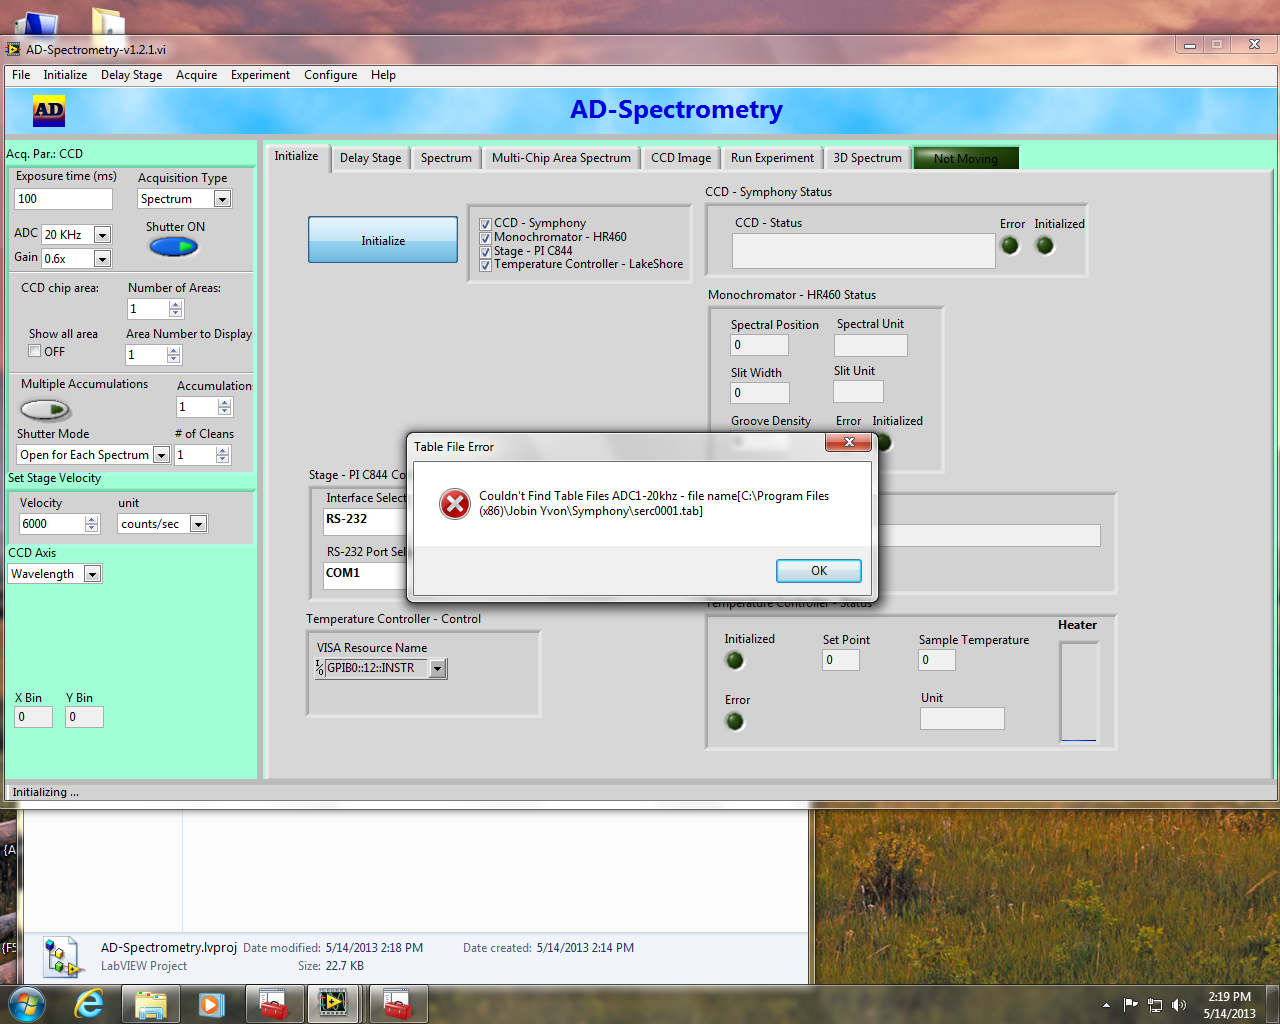 AD-Spectrometry-v1.2.1.vi
File Initialize Delay Stage Acquire Experiment Configure Help
AD
AD-Spectrometry
Acq. Par.: CCD
Exposure time (ms)
100
Acquisition Type
Spectrum
ADC 20 KHz
Gain 0.6x
Shutter ON
CCD chip area:
Number of Areas:
1
Show all area
OFF
Area Number to Display
1
Multiple Accumulations
Accumulation
1
Shutter Mode
Open for Each Spectrum
# of Cleans
1
Set Stage Velocity
Velocity
6000
unit
counts/sec
CCD Axis
Wavelength
X Bin
0
Y Bin
0
Initialize Delay Stage Spectrum Multi-Chip Area Spectrum CCD Image Run Experiment 3D Spectrum Not Moving
Initialize
CCD - Symphony
Monochromator - HR460
Stage - PI C844
Temperature Controller - LakeShore
CCD - Symphony Status
CCD - Status
Error Initialized
Monochromator - HR460 Status
Spectral Position
0
Spectral Unit
Slit Width
0
Slit Unit
Groove Density
Error Initialized
Stage - PI C844 Co
Interface Select
RS-232
RS-232 Port Sel
COM1
Table File Error
Couldn't Find Table Files ADC1-20khz - file name[C:\Program Files
(x86)\Jobin Yvon\Symphony\serc0001.tab]
OK
Temperature Controller - Control
VISA Resource Name
I/O GPIB0::12::INSTR
Temperature Controller - Status
Initialized
Set Point
0
Sample Temperature
0
Heater
Error
Unit
Initializing ...
{A
{F5
AD-Spectrometry.lvproj Date modified: 5/14/2013 2:18 PM Date created: 5/14/2013 2:14 PM
LabVIEW Project Size: 22.7 KB
2:19 PM
5/14/2013